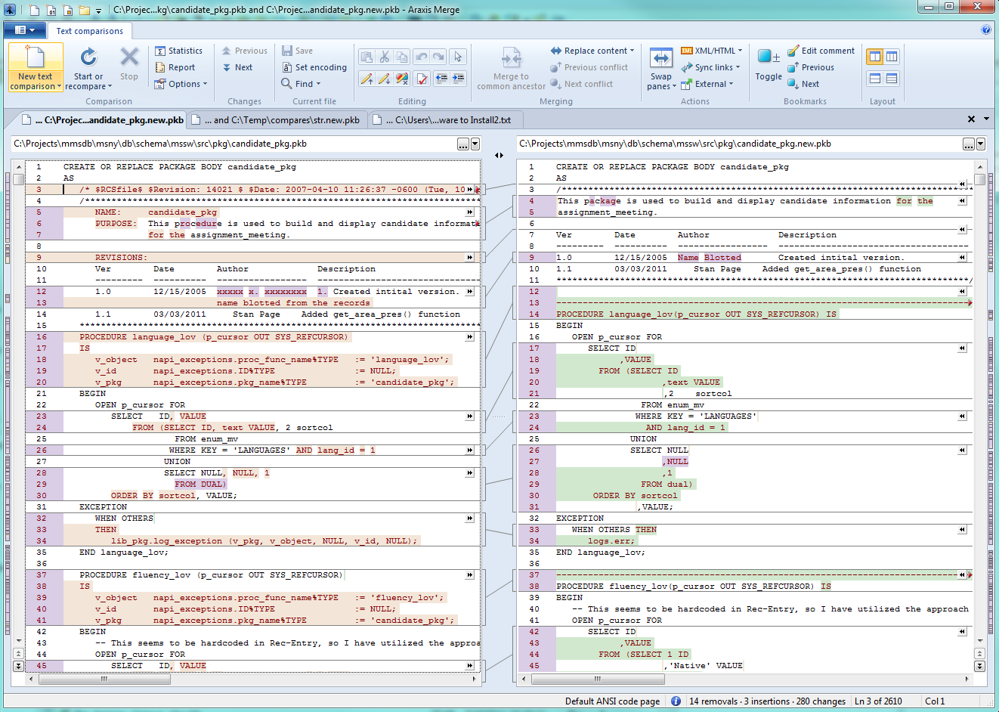 C:\Projec...kg\candidate_pkg.pkb and C:\Projec...andidate_pkg.new.pkb - Araxis Merge
Text comparisons
New text comparison
Start or recompare
Stop
Statistics
Report
Options
Comparison
Previous
Next
Changes
Save
Set encoding
Find
Current file
Editing
Merge to common ancestor
Replace content
Previous conflict
Next conflict
Merging
Swap panes
XML/HTML
Sync links
External
Actions
Toggle
Edit comment
Previous
Next
Bookmarks
Layout
... C:\Projec...andidate_pkg.new.pkb
... and C:\Temp\compares\str.new.pkb
... C:\Users\...ware to Install2.txt
C:\Projects\mmsdb\msny\db\schema\mssw\src\pkg\candidate_pkg.pkb
1 CREATE OR REPLACE PACKAGE BODY candidate_pkg
2 AS
3 /* $RCSfile$ $Revision: 14021 $ $Date: 2007-04-10 11:26:37 -0600 (Tue, 10
4 /*****************************************************************************
5 NAME: candidate_pkg
6 PURPOSE: This procedure is used to build and display candidate informat
7 for the assignment_meeting.
8
9 REVISIONS:
10 Ver Date Author Description
11 --------- ---------- --------------- ------------------------------
12 1.0 12/15/2005 xxxxx x. xxxxxxxx 1. Created intital version.
13 name blotted from the records
14 1.1 03/03/2011 Stan Page Added get_area_pres() function
15 *****************************************************************************
16 PROCEDURE language_lov (p_cursor OUT SYS_REFCURSOR)
17 IS
18 v_object napi_exceptions.proc_func_name%TYPE := 'language_lov';
19 v_id napi_exceptions.ID%TYPE := NULL;
20 v_pkg napi_exceptions.pkg_name%TYPE := 'candidate_pkg';
21 BEGIN
22 OPEN p_cursor FOR
23 SELECT ID, VALUE
24 FROM (SELECT ID, text VALUE, 2 sortcol
25 FROM enum_mv
26 WHERE KEY = 'LANGUAGES' AND lang_id = 1
27 UNION
28 SELECT NULL, NULL, 1
29 FROM DUAL)
30 ORDER BY sortcol, VALUE;
31 EXCEPTION
32 WHEN OTHERS
33 THEN
34 lib_pkg.log_exception (v_pkg, v_object, NULL, v_id, NULL);
35 END language_lov;
36
37 PROCEDURE fluency_lov (p_cursor OUT SYS_REFCURSOR)
38 IS
39 v_object napi_exceptions.proc_func_name%TYPE := 'fluency_lov';
40 v_id napi_exceptions.ID%TYPE := NULL;
41 v_pkg napi_exceptions.pkg_name%TYPE := 'candidate_pkg';
42 BEGIN
43 -- This seems to be hardcoded in Rec-Entry, so I have utilized the approa
44 OPEN p_cursor FOR
45 SELECT ID, VALUE
C:\Projects\mmsdb\msny\db\schema\mssw\src\pkg\candidate_pkg.new.pkb
1 CREATE OR REPLACE PACKAGE BODY candidate_pkg
2 AS
3 /*****************************************************************************
4 This package is used to build and display candidate information for the
5 assignment_meeting.
6
7 Ver Date Author Description
8 --------- ---------- ------------------ ------------------------------------
9 1.0 12/15/2005 Name Blotted Created intital version.
10 1.1 03/03/2011 Stan Page Added get_area_pres() function
11 ******************************************************************************/
12
13 ------------------------------------------------------------------------------
14 PROCEDURE language_lov(p_cursor OUT SYS_REFCURSOR) IS
15 BEGIN
16 OPEN p_cursor FOR
17 SELECT ID
18 ,VALUE
19 FROM (SELECT ID
20 ,text VALUE
21 ,2 sortcol
22 FROM enum_mv
23 WHERE KEY = 'LANGUAGES'
24 AND lang_id = 1
25 UNION
26 SELECT NULL
27 ,NULL
28 ,1
29 FROM dual)
30 ORDER BY sortcol
31 ,VALUE;
32 EXCEPTION
33 WHEN OTHERS THEN
34 logs.err;
35 END language_lov;
36
37 ----------------------------------------------------------------------------
38 PROCEDURE fluency_lov(p_cursor OUT SYS_REFCURSOR) IS
39 BEGIN
40 -- This seems to be hardcoded in Rec-Entry, so I have utilized the approach
41 OPEN p_cursor FOR
42 SELECT ID
43 ,VALUE
44 FROM (SELECT 1 ID
45 ,'Native' VALUE
Default ANSI code page
14 removals · 3 insertions · 280 changes
Ln 3 of 2610
Col 1